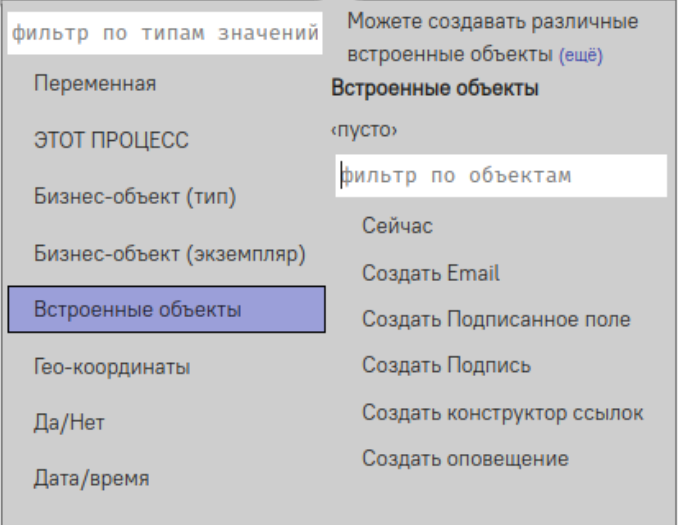 фильтр по типам значений
Переменная
ЭТОТ ПРОЦЕСС
Бизнес-объект (тип)
Бизнес-объект (экземпляр)
Встроенные объекты
Гео-координаты
Да/Нет
Дата/время
Можете создавать различные
встроенные объекты (ещё)
Встроенные объекты
‹пусто›
фильтр по объектам
Сейчас
Создать Email
Создать Подписанное поле
Создать Подпись
Создать конструктор ссылок
Создать оповещение